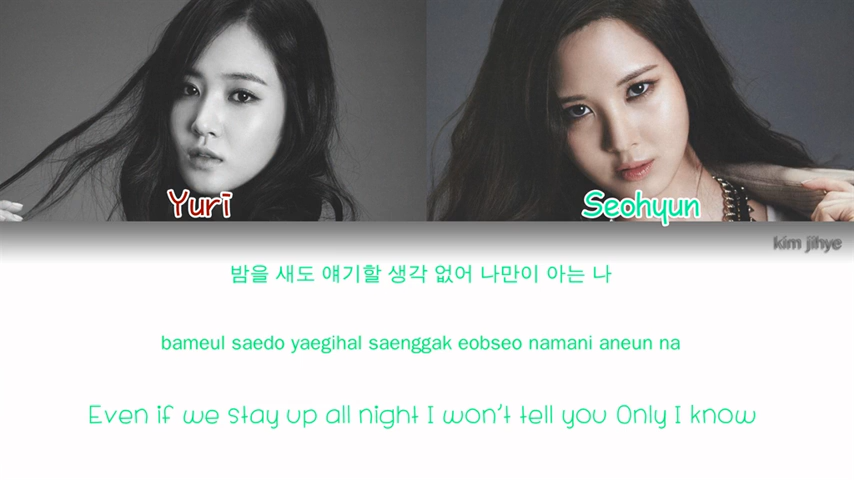 Yurī
Seohyun
kim jihye
밤을 새도 얘기할 생각 없어 나만이 아는 나
bameul saedo yaegihal saenggak eobseo namani aneun na
Even if we stay up all night I won't tell you Only I know